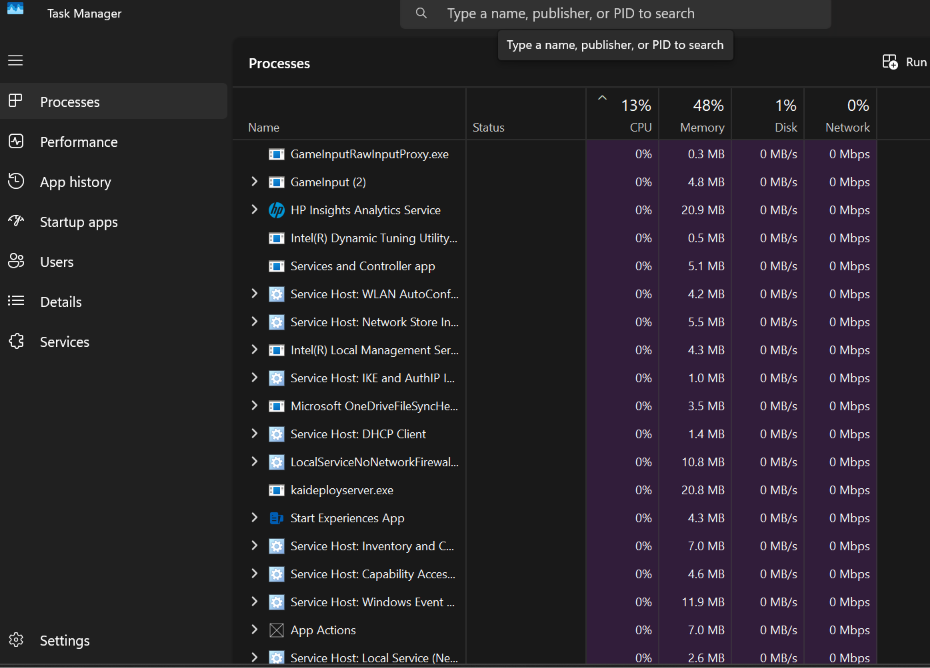 Task Manager
Type a name, publisher, or PID to search
Type a name, publisher, or PID to search
Processes
Run
Processes
Performance
App history
Startup apps
Users
Details
Services
Settings
13% 48% 1% 0%
Name Status CPU Memory Disk Network
GameInputRawInputProxy.exe 0% 0.3 MB 0 MB/s 0 Mbps
GameInput (2) 0% 4.8 MB 0 MB/s 0 Mbps
HP Insights Analytics Service 0% 20.9 MB 0 MB/s 0 Mbps
Intel(R) Dynamic Tuning Utility... 0% 0.5 MB 0 MB/s 0 Mbps
Services and Controller app 0% 5.1 MB 0 MB/s 0 Mbps
Service Host: WLAN AutoConf... 0% 4.2 MB 0 MB/s 0 Mbps
Service Host: Network Store In... 0% 5.5 MB 0 MB/s 0 Mbps
Intel(R) Local Management Ser... 0% 4.3 MB 0 MB/s 0 Mbps
Service Host: IKE and AuthIP I... 0% 1.0 MB 0 MB/s 0 Mbps
Microsoft OneDriveFileSyncHe... 0% 3.5 MB 0 MB/s 0 Mbps
Service Host: DHCP Client 0% 1.4 MB 0 MB/s 0 Mbps
LocalServiceNoNetworkFirewal... 0% 10.8 MB 0 MB/s 0 Mbps
kaideployserver.exe 0% 20.8 MB 0 MB/s 0 Mbps
Start Experiences App 0% 4.3 MB 0 MB/s 0 Mbps
Service Host: Inventory and C... 0% 7.0 MB 0 MB/s 0 Mbps
Service Host: Capability Acces... 0% 4.6 MB 0 MB/s 0 Mbps
Service Host: Windows Event ... 0% 11.9 MB 0 MB/s 0 Mbps
App Actions 0% 7.0 MB 0 MB/s 0 Mbps
Service Host: Local Service (Ne... 0% 2.6 MB 0 MB/s 0 Mbps